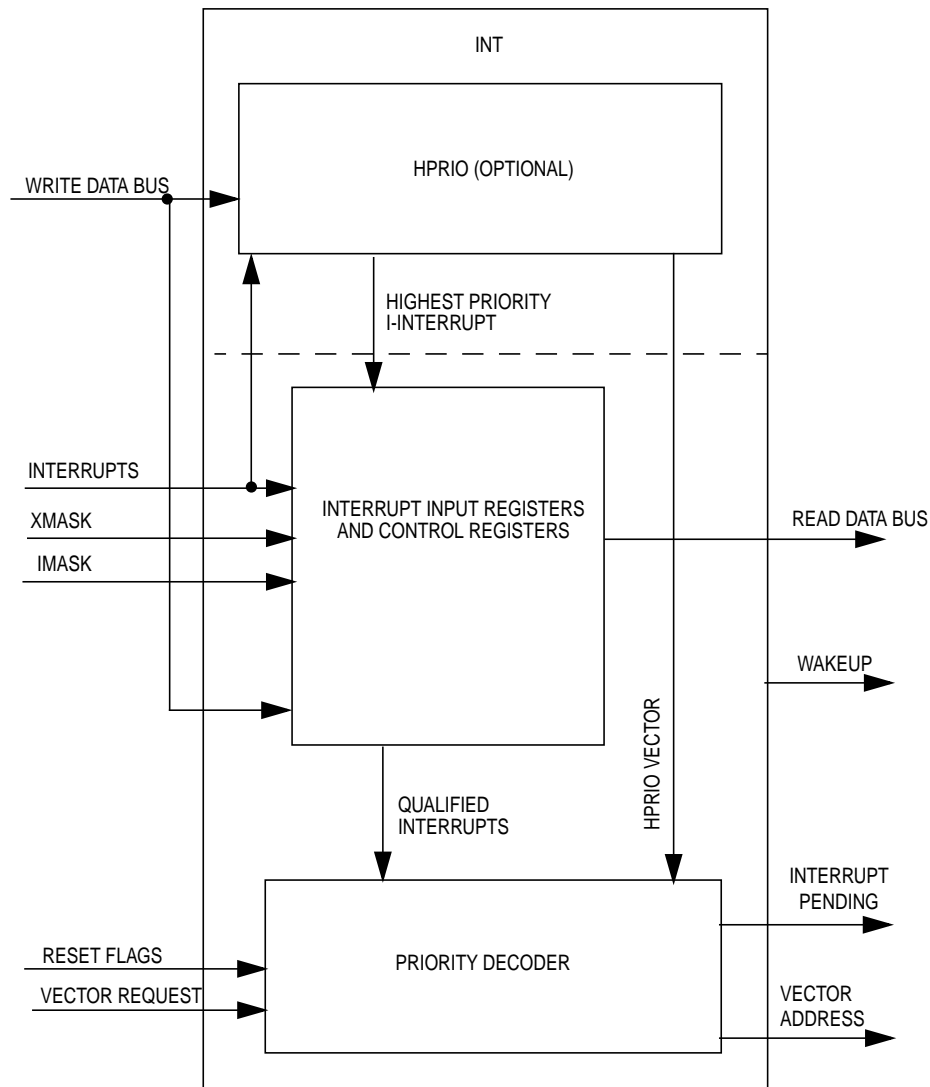 INT
HPRIO (OPTIONAL)
WRITE DATA BUS
HIGHEST PRIORITY
I-INTERRUPT
INTERRUPTS
XMASK
IMASK
INTERRUPT INPUT REGISTERS
AND CONTROL REGISTERS
READ DATA BUS
WAKEUP
HPRIO VECTOR
QUALIFIED
INTERRUPTS
INTERRUPT
PENDING
RESET FLAGS
VECTOR REQUEST
PRIORITY DECODER
VECTOR
ADDRESS